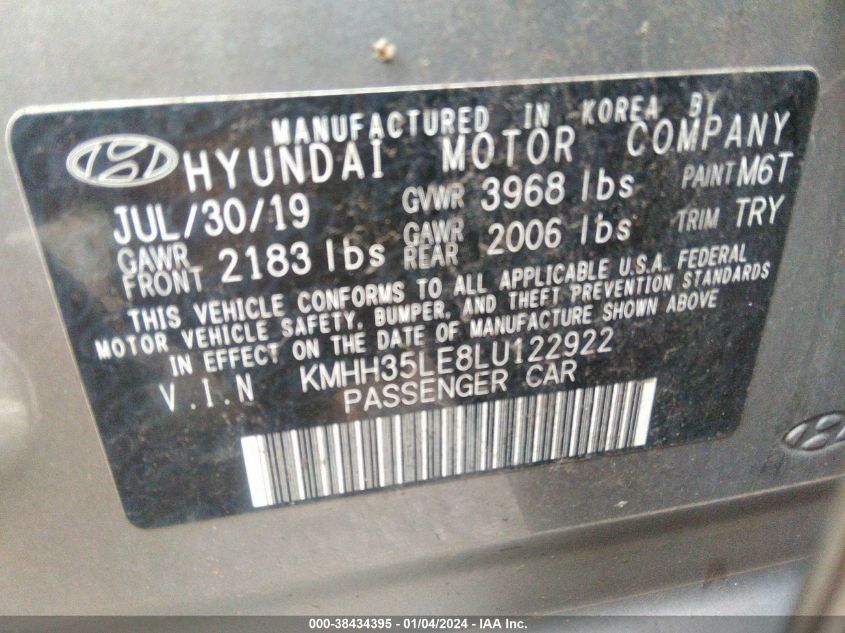 MANUFACTURED IN KOREA BY
HYUNDAI MOTOR COMPANY
JUL/30/19 GVWR 3968 lbs PAINT M6T
GAWR FRONT 2183 lbs GAWR REAR 2006 lbs TRIM TRY
THIS VEHICLE CONFORMS TO ALL APPLICABLE U.S.A. FEDERAL
MOTOR VEHICLE SAFETY, BUMPER, AND THEFT PREVENTION STANDARDS
IN EFFECT ON THE DATE OF MANUFACTURE SHOWN ABOVE
V.I.N KMHH35LE8LU122922
PASSENGER CAR
000-38434395 - 01/04/2024 - IAA Inc.